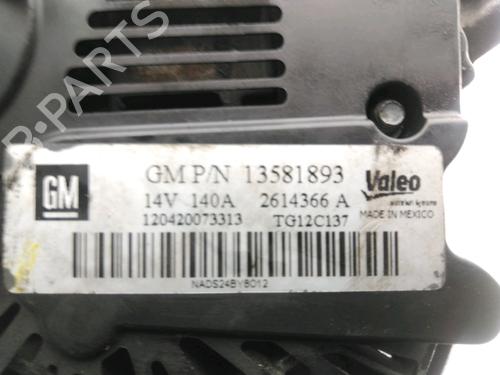 GM
GM P/N 13581893
14V 140A 2614366 A
120420073313 TG12C137
Valeo
MADE IN MEXICO
NADS24BY8012
B-PARTS